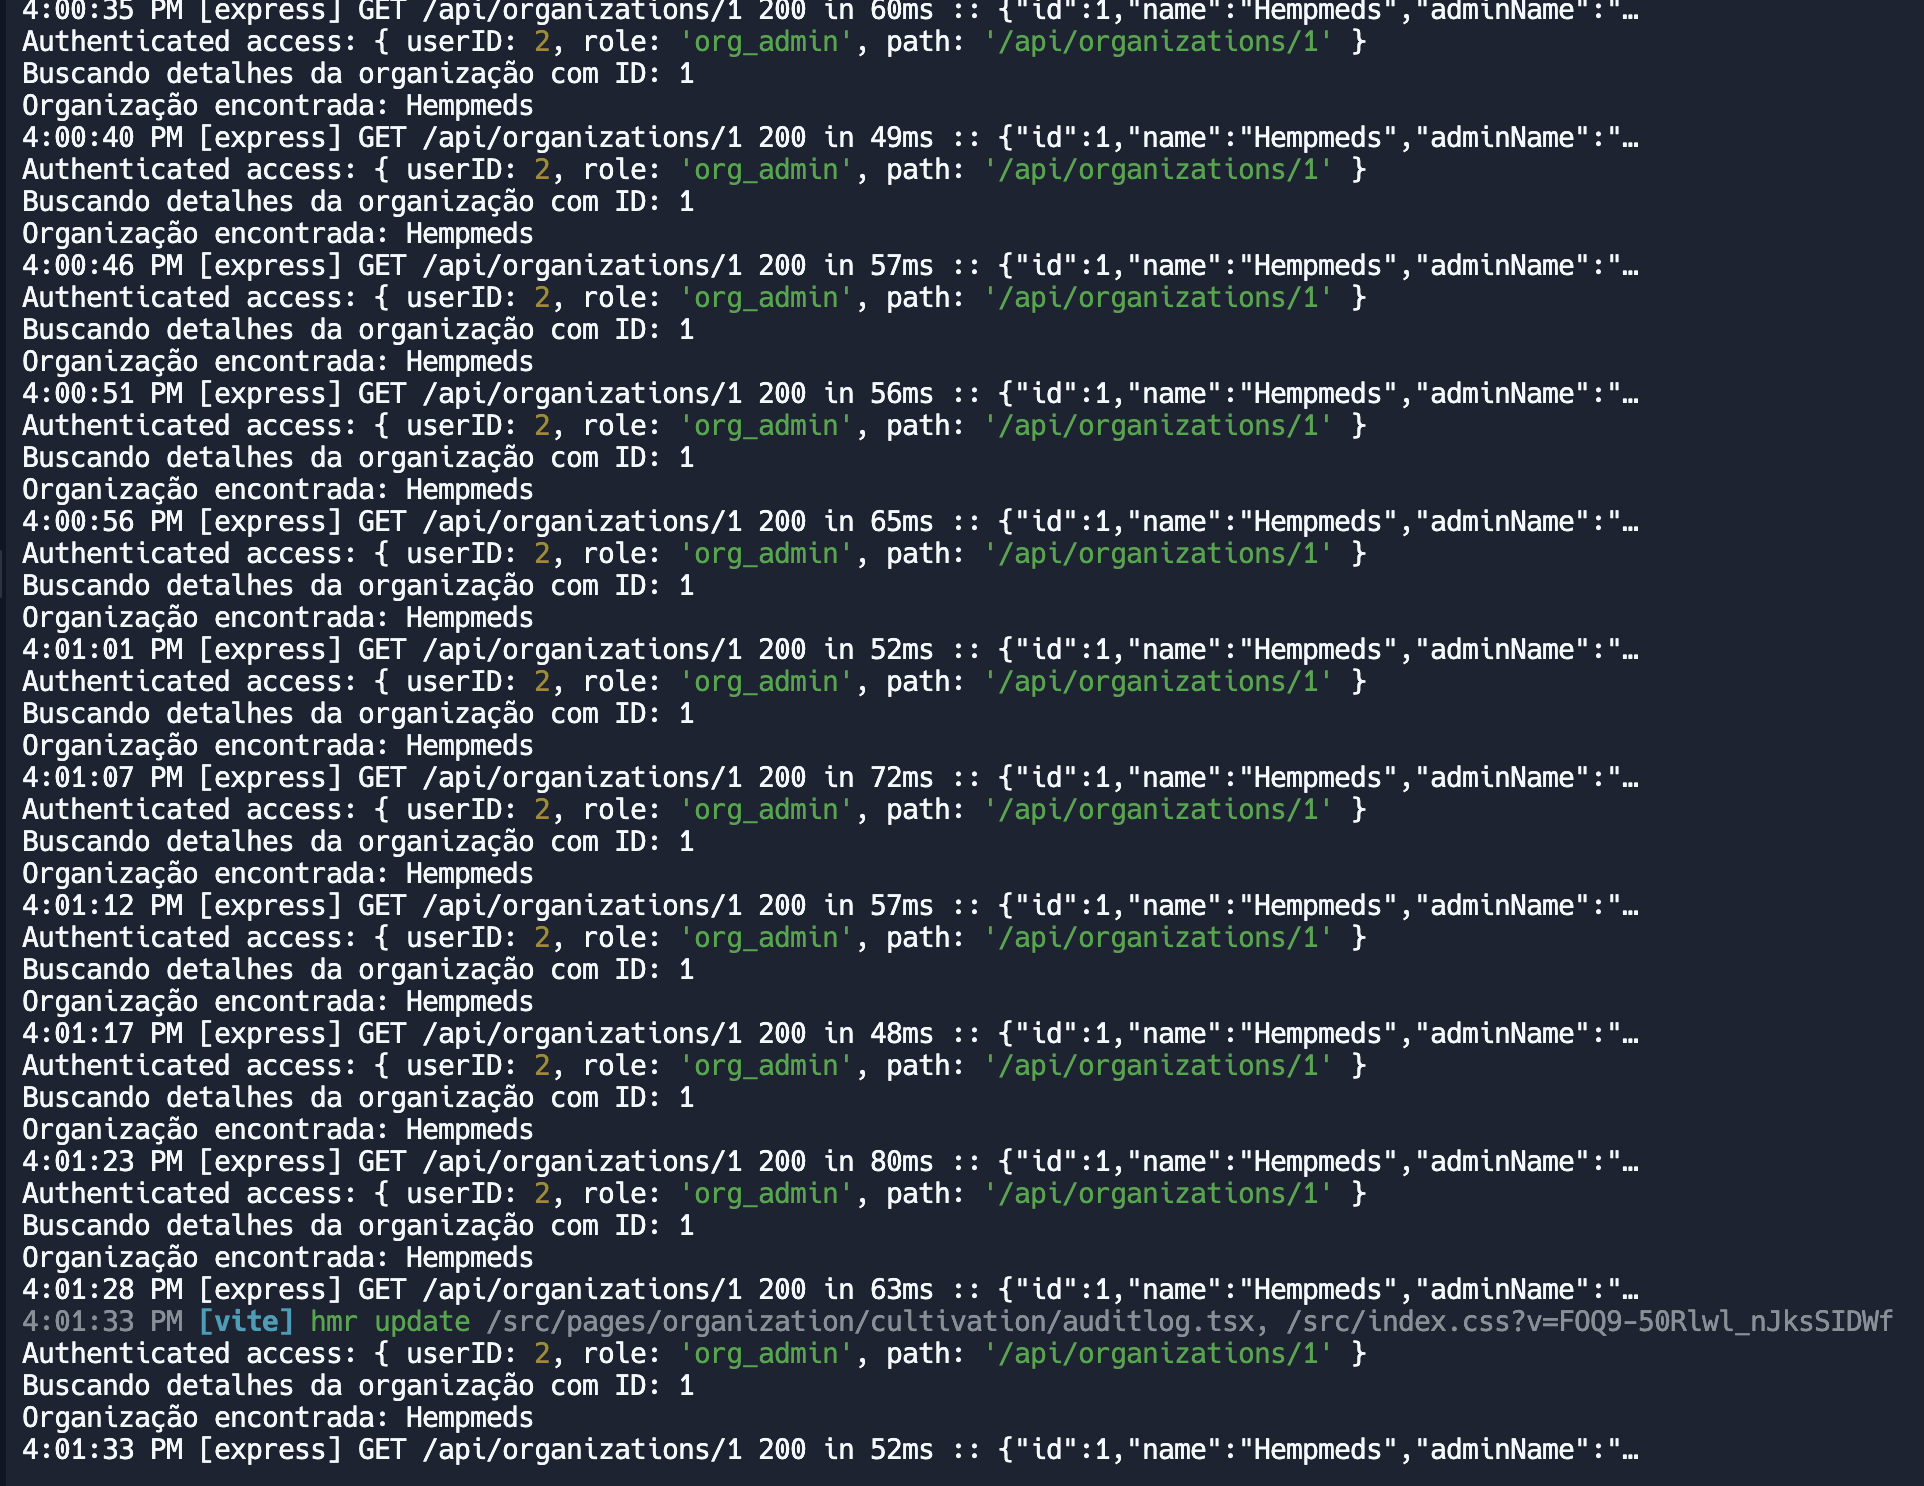 4:00:35 PM [express] GET /api/organizations/1 200 in 60ms :: {"id":1,"name":"Hempmeds","adminName":"…
Authenticated access: { userID: 2, role: 'org_admin', path: '/api/organizations/1' }
Buscando detalhes da organização com ID: 1
Organização encontrada: Hempmeds
4:00:40 PM [express] GET /api/organizations/1 200 in 49ms :: {"id":1,"name":"Hempmeds","adminName":"…
Authenticated access: { userID: 2, role: 'org_admin', path: '/api/organizations/1' }
Buscando detalhes da organização com ID: 1
Organização encontrada: Hempmeds
4:00:46 PM [express] GET /api/organizations/1 200 in 57ms :: {"id":1,"name":"Hempmeds","adminName":"…
Authenticated access: { userID: 2, role: 'org_admin', path: '/api/organizations/1' }
Buscando detalhes da organização com ID: 1
Organização encontrada: Hempmeds
4:00:51 PM [express] GET /api/organizations/1 200 in 56ms :: {"id":1,"name":"Hempmeds","adminName":"…
Authenticated access: { userID: 2, role: 'org_admin', path: '/api/organizations/1' }
Buscando detalhes da organização com ID: 1
Organização encontrada: Hempmeds
4:00:56 PM [express] GET /api/organizations/1 200 in 65ms :: {"id":1,"name":"Hempmeds","adminName":"…
Authenticated access: { userID: 2, role: 'org_admin', path: '/api/organizations/1' }
Buscando detalhes da organização com ID: 1
Organização encontrada: Hempmeds
4:01:01 PM [express] GET /api/organizations/1 200 in 52ms :: {"id":1,"name":"Hempmeds","adminName":"…
Authenticated access: { userID: 2, role: 'org_admin', path: '/api/organizations/1' }
Buscando detalhes da organização com ID: 1
Organização encontrada: Hempmeds
4:01:07 PM [express] GET /api/organizations/1 200 in 72ms :: {"id":1,"name":"Hempmeds","adminName":"…
Authenticated access: { userID: 2, role: 'org_admin', path: '/api/organizations/1' }
Buscando detalhes da organização com ID: 1
Organização encontrada: Hempmeds
4:01:12 PM [express] GET /api/organizations/1 200 in 57ms :: {"id":1,"name":"Hempmeds","adminName":"…
Authenticated access: { userID: 2, role: 'org_admin', path: '/api/organizations/1' }
Buscando detalhes da organização com ID: 1
Organização encontrada: Hempmeds
4:01:17 PM [express] GET /api/organizations/1 200 in 48ms :: {"id":1,"name":"Hempmeds","adminName":"…
Authenticated access: { userID: 2, role: 'org_admin', path: '/api/organizations/1' }
Buscando detalhes da organização com ID: 1
Organização encontrada: Hempmeds
4:01:23 PM [express] GET /api/organizations/1 200 in 80ms :: {"id":1,"name":"Hempmeds","adminName":"…
Authenticated access: { userID: 2, role: 'org_admin', path: '/api/organizations/1' }
Buscando detalhes da organização com ID: 1
Organização encontrada: Hempmeds
4:01:28 PM [express] GET /api/organizations/1 200 in 63ms :: {"id":1,"name":"Hempmeds","adminName":"…
4:01:33 PM [vite] hmr update /src/pages/organization/cultivation/auditlog.tsx, /src/index.css?v=FOQ9-50Rlwl_nJksSIDWf
Authenticated access: { userID: 2, role: 'org_admin', path: '/api/organizations/1' }
Buscando detalhes da organização com ID: 1
Organização encontrada: Hempmeds
4:01:33 PM [express] GET /api/organizations/1 200 in 52ms :: {"id":1,"name":"Hempmeds","adminName":"…